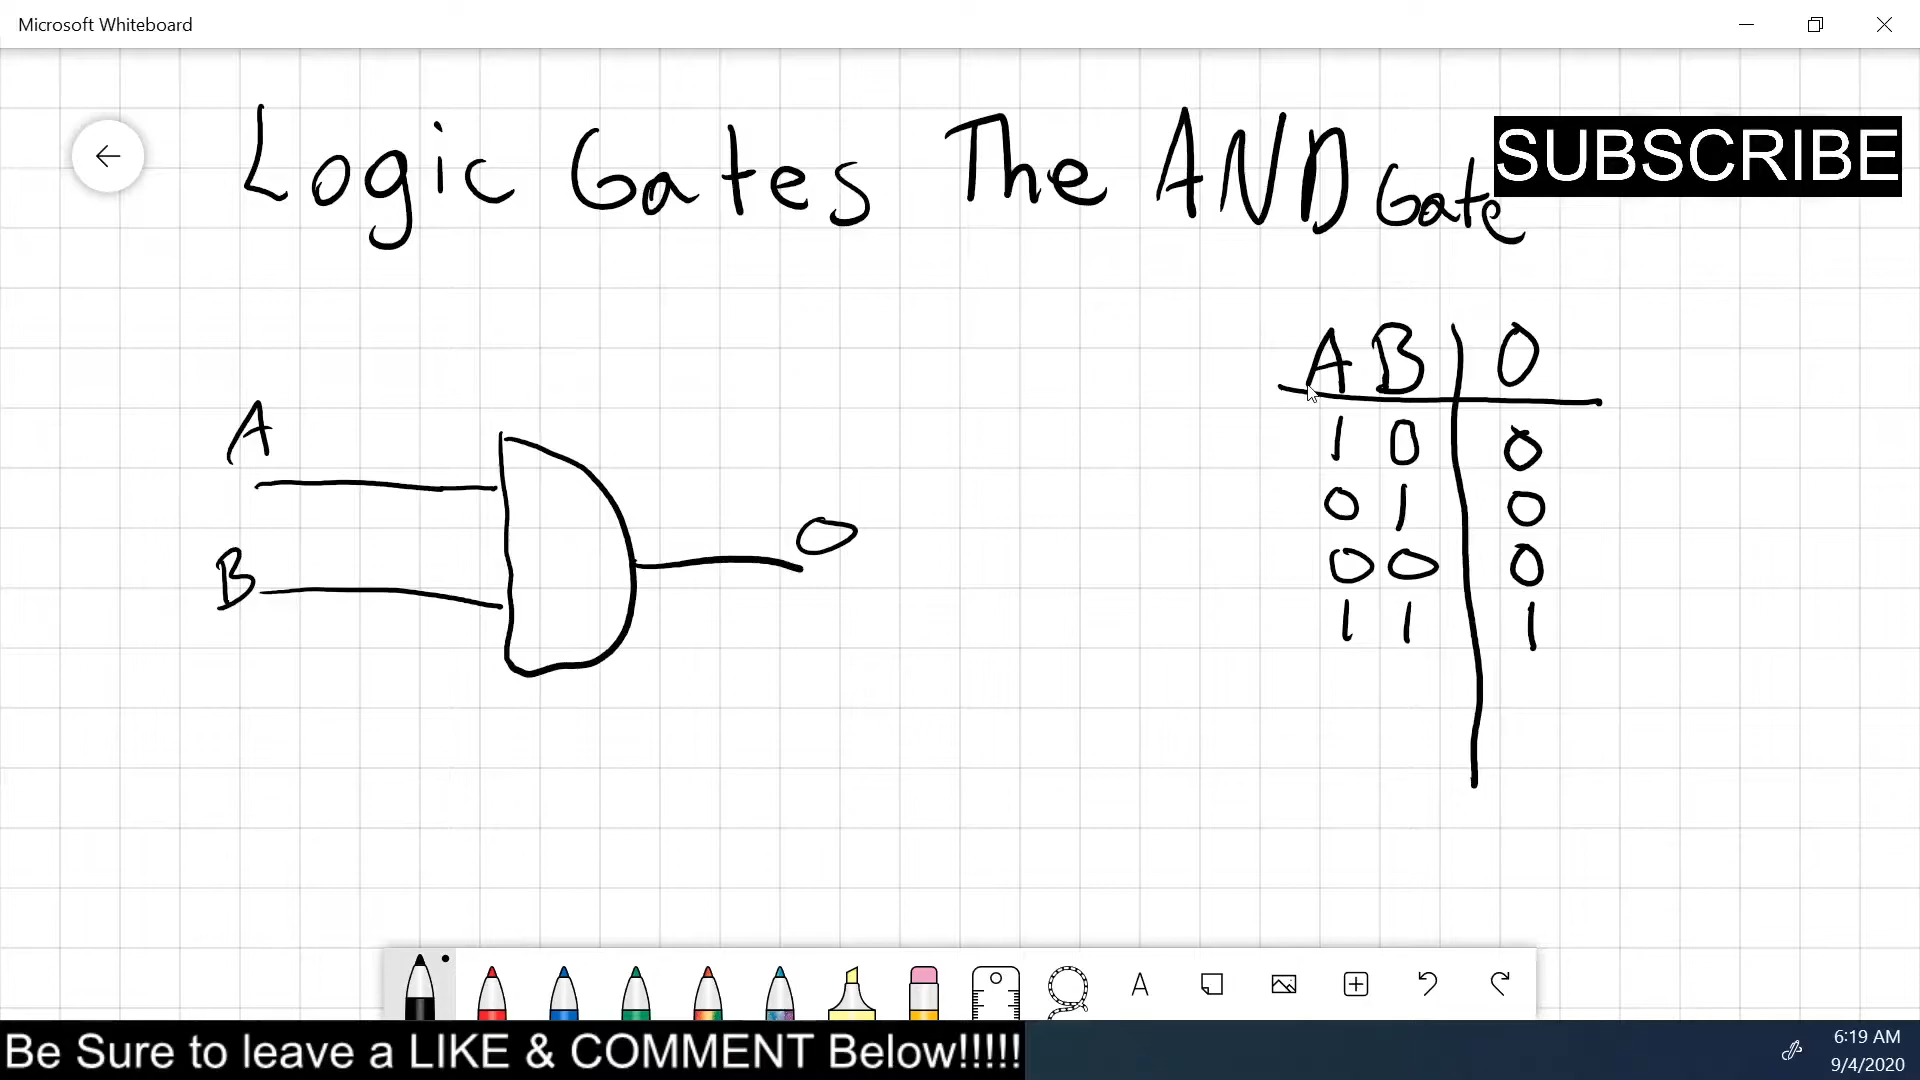 Microsoft Whiteboard
Logic Gates The AND Gate
SUBSCRIBE
A B O
1 0 0
0 1 0
0 0 0
1 1 1
A
B
O
A
Be Sure to leave a LIKE & COMMENT Below!!!!!
6:19 AM
9/4/2020